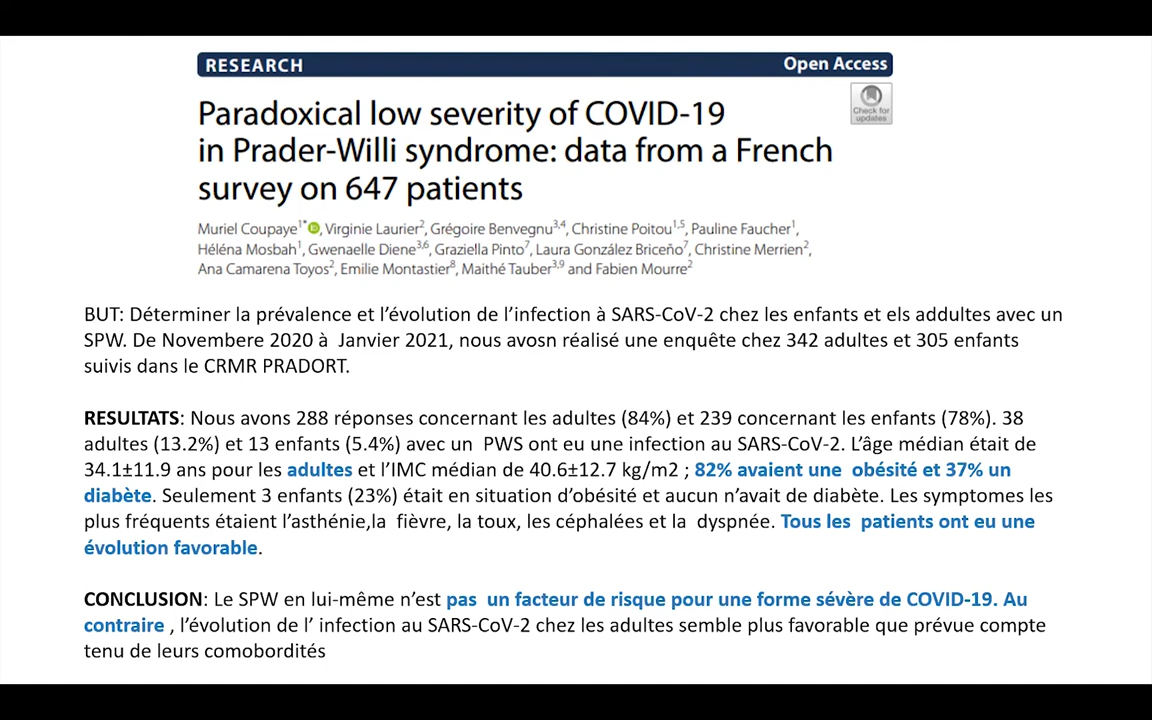 RESEARCH Open Access
Check for
updates
Paradoxical low severity of COVID-19
in Prader-Willi syndrome: data from a French
survey on 647 patients
Muriel Coupaye1*, Virginie Laurier2, Grégoire Benvegnu3,4, Christine Poitou1,5, Pauline Faucher1,
Héléna Mosbah1, Gwenaelle Diene3,6, Graziella Pinto7, Laura González Briceño7, Christine Merrien2,
Ana Camarena Toyos2, Emilie Montastier8, Maithé Tauber3,9 and Fabien Mourre2
BUT: Déterminer la prévalence et l’évolution de l’infection à SARS-CoV-2 chez les enfants et els addultes avec un
SPW. De Novembere 2020 à Janvier 2021, nous avosn réalisé une enquête chez 342 adultes et 305 enfants
suivis dans le CRMR PRADORT.
RESULTATS: Nous avons 288 réponses concernant les adultes (84%) et 239 concernant les enfants (78%). 38
adultes (13.2%) et 13 enfants (5.4%) avec un PWS ont eu une infection au SARS-CoV-2. L’âge médian était de
34.1±11.9 ans pour les adultes et l’IMC médian de 40.6±12.7 kg/m2 ; 82% avaient une obésité et 37% un
diabète. Seulement 3 enfants (23%) était en situation d’obésité et aucun n’avait de diabète. Les symptomes les
plus fréquents étaient l’asthénie,la fièvre, la toux, les céphalées et la dyspnée. Tous les patients ont eu une
évolution favorable.
CONCLUSION: Le SPW en lui-même n’est pas un facteur de risque pour une forme sévère de COVID-19. Au
contraire , l’évolution de l’ infection au SARS-CoV-2 chez les adultes semble plus favorable que prévue compte
tenu de leurs comobordités